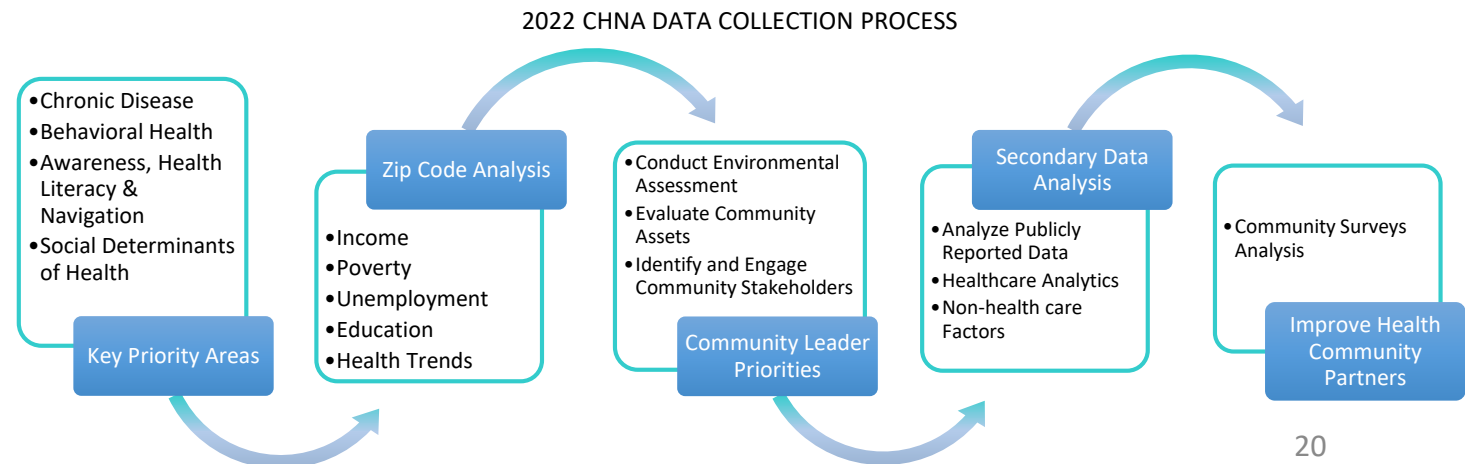 2022 CHNA DATA COLLECTION PROCESS
•Chronic Disease
•Behavioral Health
•Awareness, Health
Literacy &
Navigation
•Social Determinants
of Health
Key Priority Areas
Zip Code Analysis
•Income
•Poverty
•Unemployment
•Education
•Health Trends
•Conduct Environmental
Assessment
•Evaluate Community
Assets
•Identify and Engage
Community Stakeholders
Community Leader
Priorities
Secondary Data
Analysis
•Analyze Publicly
Reported Data
•Healthcare Analytics
•Non-health care
Factors
• Community Surveys
Analysis
Improve Health
Community
Partners
20